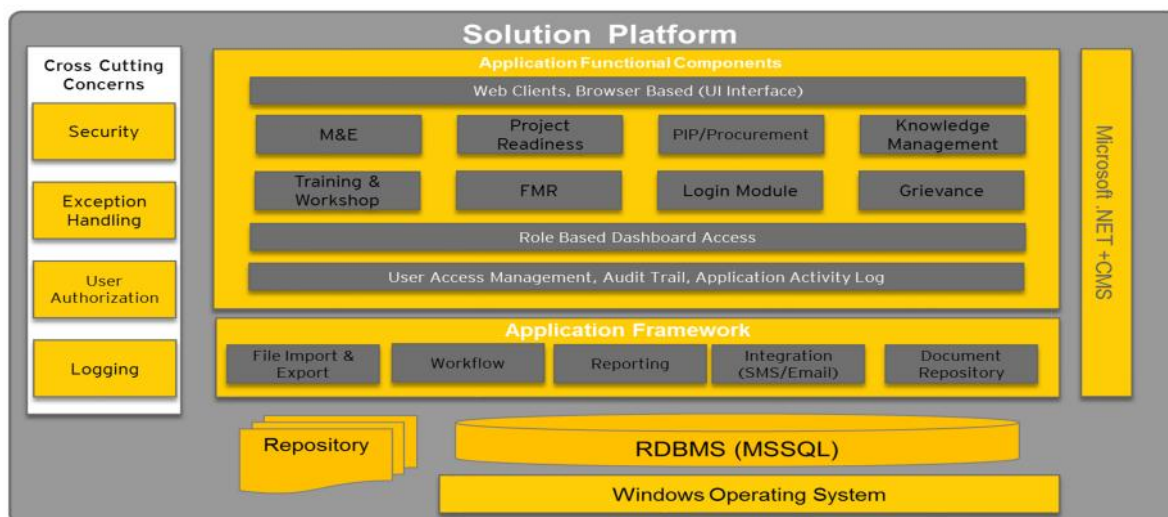 Solution Platform
Cross Cutting
Concerns
Security
Exception
Handling
User
Authorization
Logging
Application Functional Components
Web Clients, Browser Based (UI Interface)
M&E
Project
Readiness
PIP/Procurement
Knowledge
Management
Training &
Workshop
FMR
Login Module
Grievance
Role Based Dashboard Access
User Access Management, Audit Trail, Application Activity Log
Application Framework
File Import &
Export
Workflow
Reporting
Integration
(SMS/Email)
Document
Repository
Repository
RDBMS (MSSQL)
Windows Operating System
Microsoft .NET +CMS